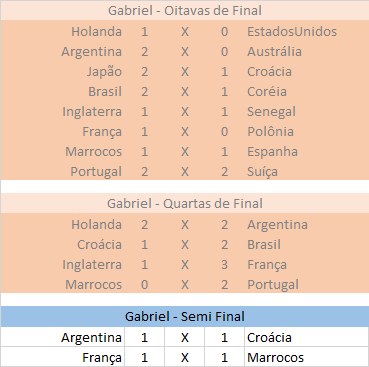 Gabriel - Oitavas de Final
Holanda 1 X 0 EstadosUnidos
Argentina 2 X 0 Austrália
Japão 2 X 1 Croácia
Brasil 2 X 1 Coréia
Inglaterra 1 X 1 Senegal
França 1 X 0 Polônia
Marrocos 1 X 1 Espanha
Portugal 2 X 2 Suíça
Gabriel - Quartas de Final
Holanda 2 X 2 Argentina
Croácia 1 X 2 Brasil
Inglaterra 1 X 3 França
Marrocos 0 X 2 Portugal
Gabriel - Semi Final
Argentina 1 X 1 Croácia
França 1 X 1 Marrocos